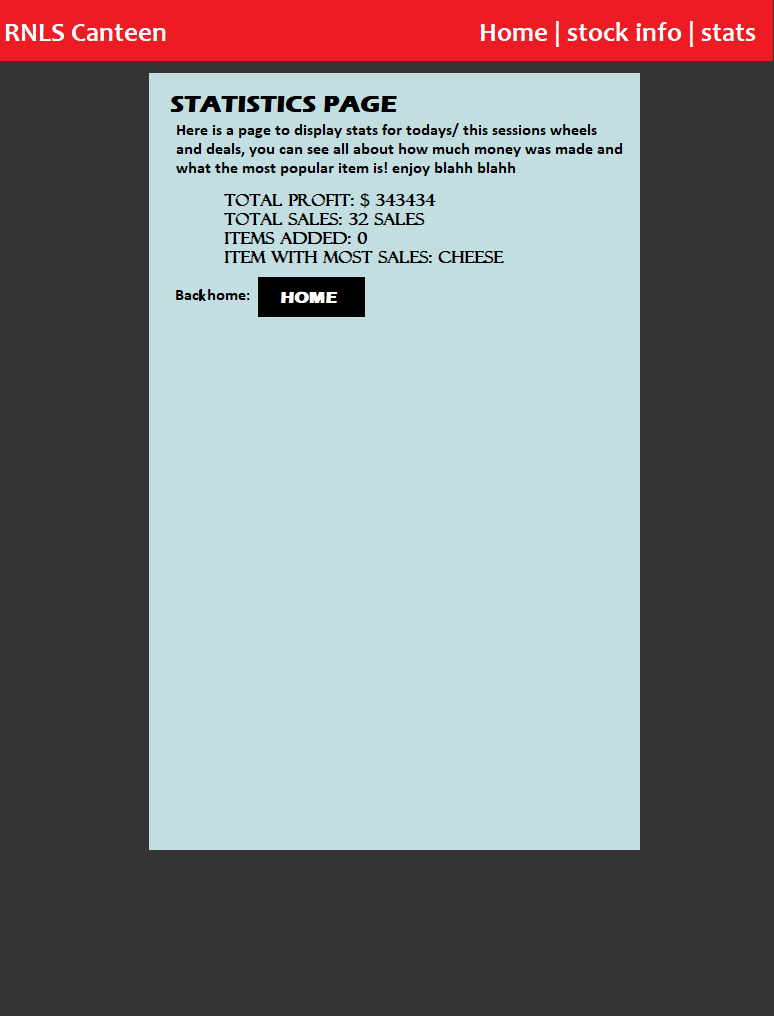 RNLS Canteen
Home | stock info | stats
STATISTICS PAGE
Here is a page to display stats for todays/ this sessions wheels
and deals, you can see all about how much money was made and
what the most popular item is! enjoy blahh blahh
TOTAL PROFIT: $ 343434
TOTAL SALES: 32 SALES
ITEMS ADDED: 0
ITEM WITH MOST SALES: CHEESE
Back home:
HOME